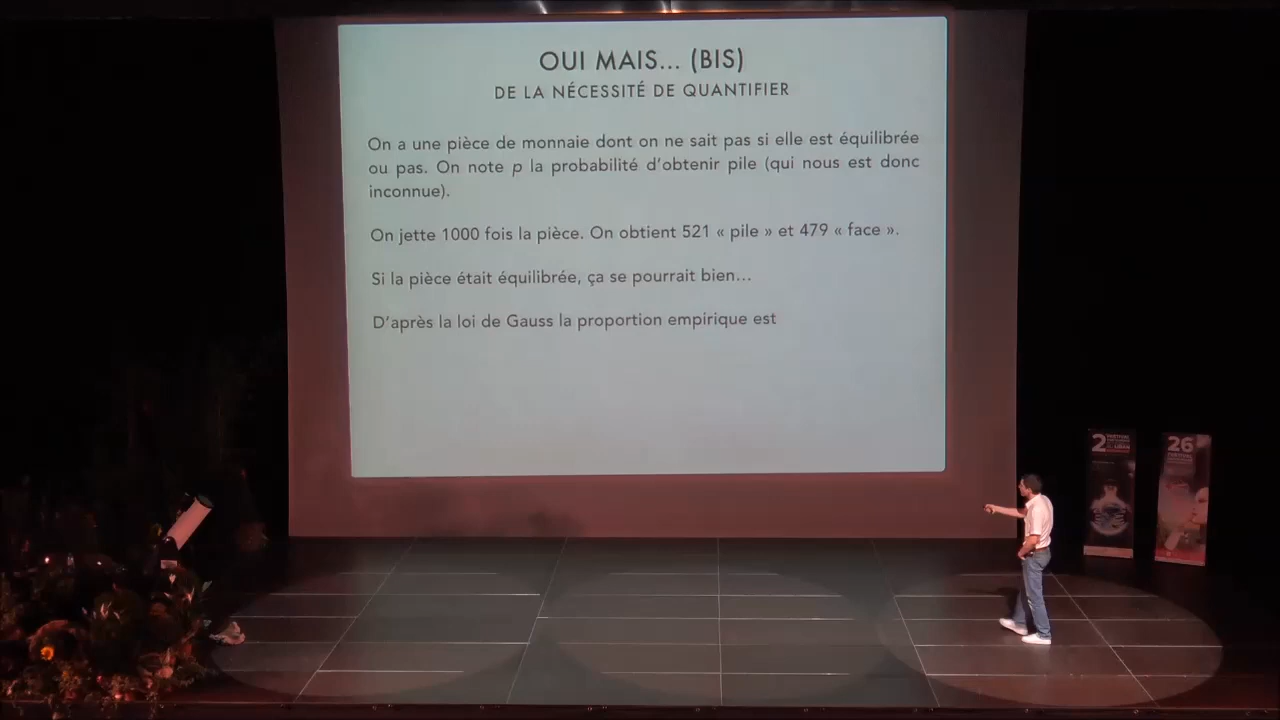 OUI MAIS... (BIS)
DE LA NÉCESSITÉ DE QUANTIFIER
On a une pièce de monnaie dont on ne sait pas si elle est équilibrée
ou pas. On note p la probabilité d'obtenir pile (qui nous est donc
inconnue).
On jette 1000 fois la pièce. On obtient 521 « pile » et 479 « face ».
Si la pièce était équilibrée, ça se pourrait bien...
D'après la loi de Gauss la proportion empirique est
2
26